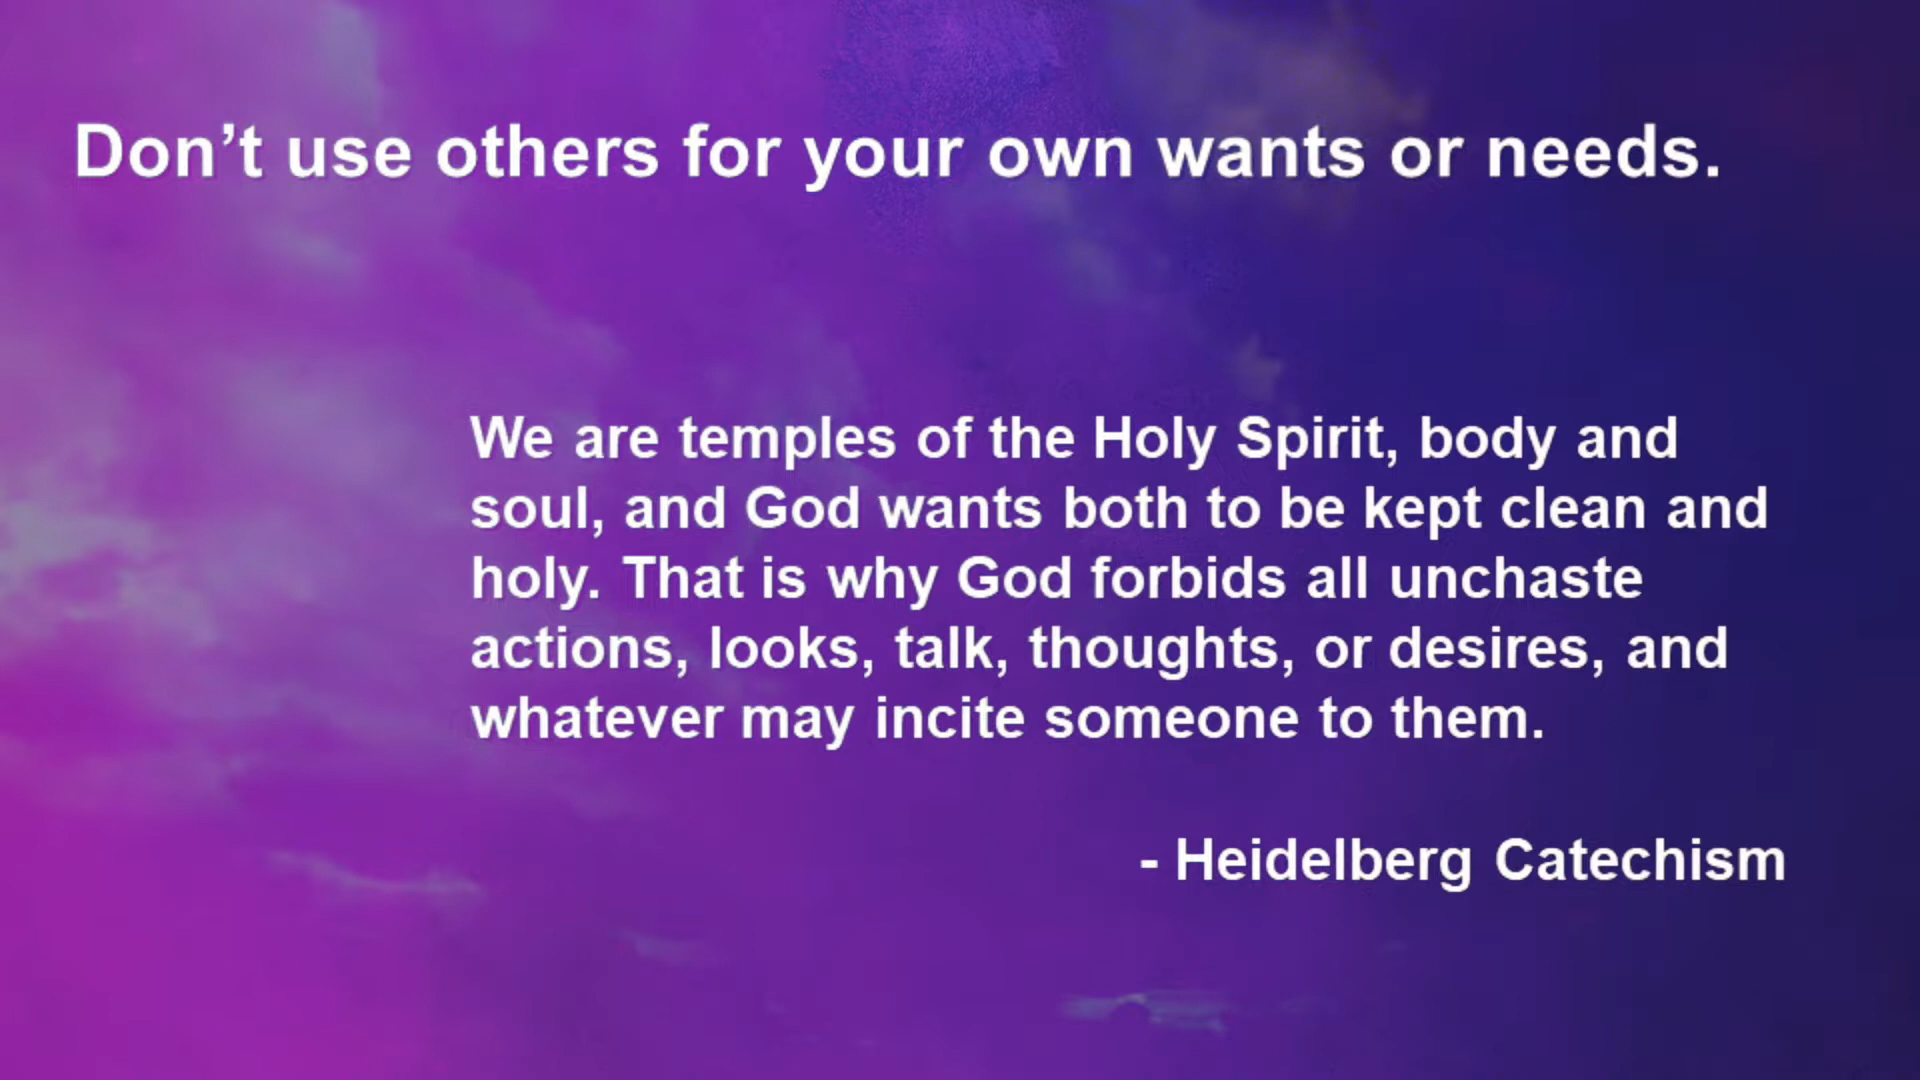 Don’t use others for your own wants or needs.
We are temples of the Holy Spirit, body and
soul, and God wants both to be kept clean and
holy. That is why God forbids all unchaste
actions, looks, talk, thoughts, or desires, and
whatever may incite someone to them.
- Heidelberg Catechism